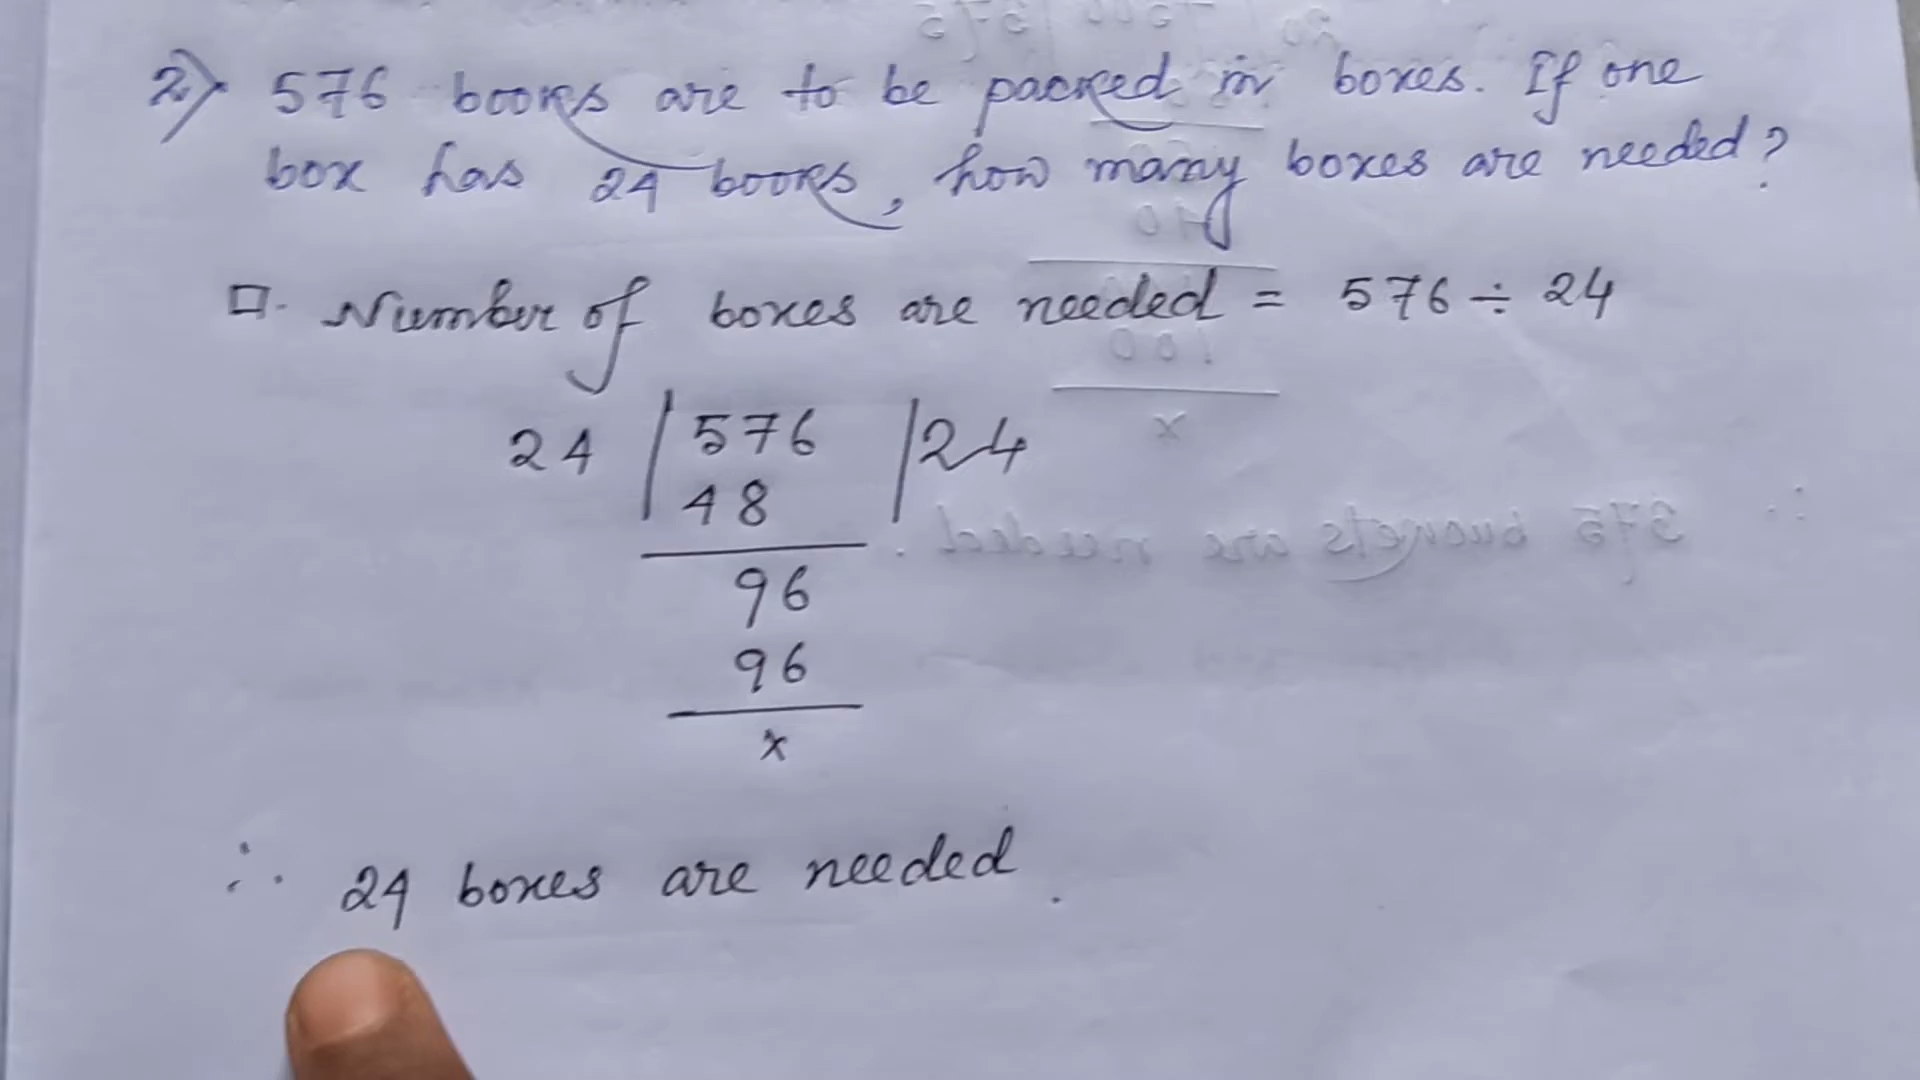 2) 576 books are to be packed in boxes. If one
box has 24 books, how many boxes are needed?
□. Number of boxes are needed = 576 ÷ 24
24 | 576 | 24
48
96
96
x
∴ 24 boxes are needed.